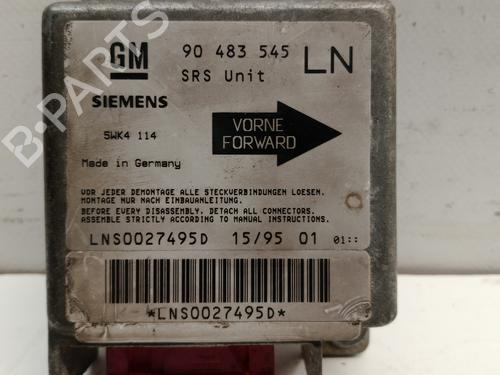 GM 90 483 545 LN
SRS Unit
SIEMENS
5WK4 114
VORNE
FORWARD
Made in Germany
VOR JEDER DEMONTAGE ALLE STECKVERBINDUNGEN LOESEN.
MONTAGE NUR NACH EINBAUANLEITUNG.
BEFORE EVERY DISASSEMBLY, DETACH ALL CONNECTORS.
ASSEMBLE STRICTLY ACCORDING TO MANUAL INSTRUCTIONS.
LNS0027495D 15/95 01 01::
*LNS0027495D*
B-PARTS